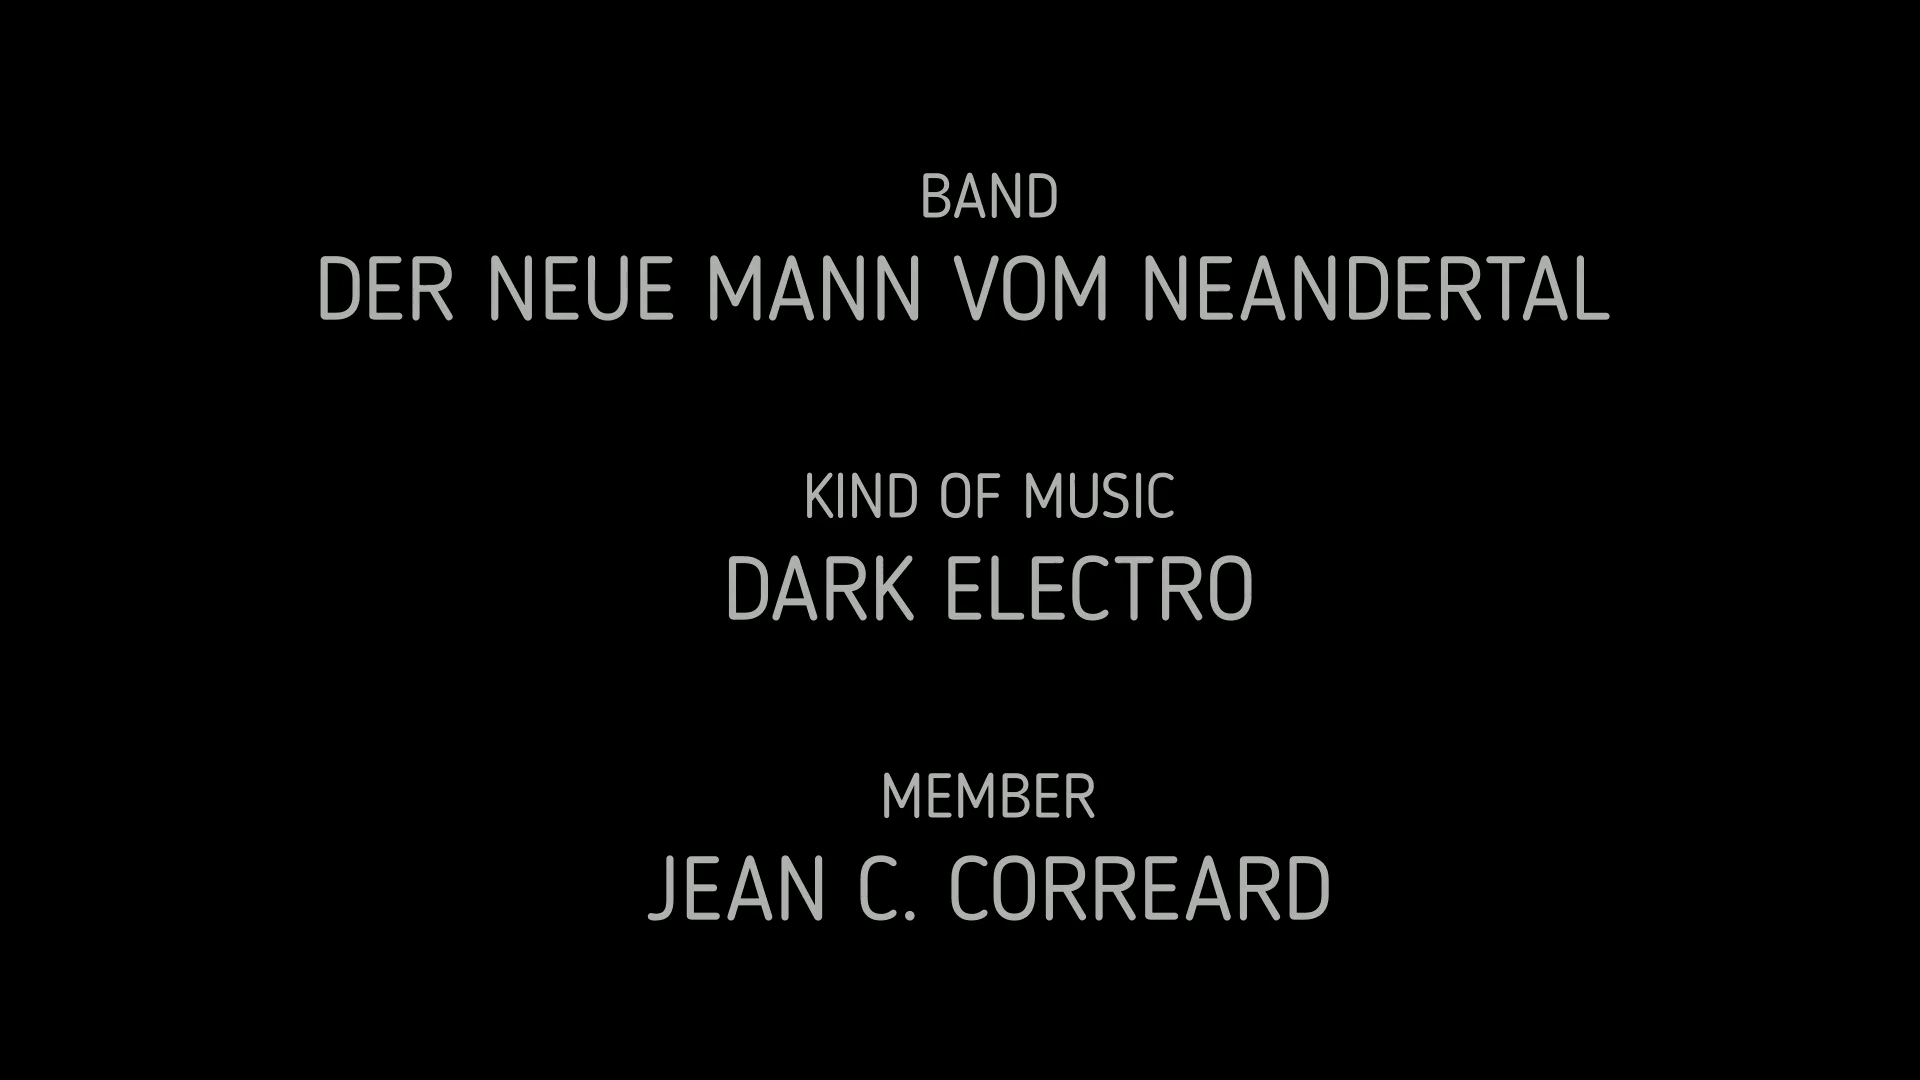 BAND
DER NEUE MANN VOM NEANDERTAL
KIND OF MUSIC
DARK ELECTRO
MEMBER
JEAN C. CORREARD